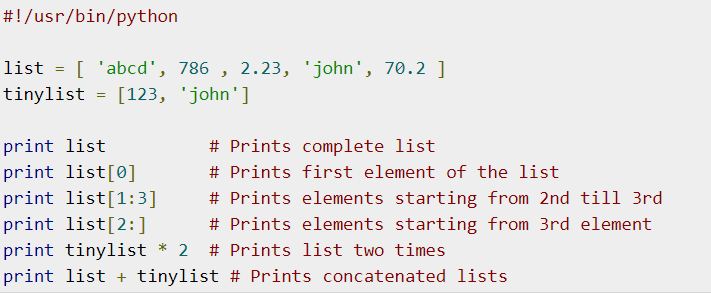 #!/usr/bin/python

list = [ 'abcd', 786 , 2.23, 'john', 70.2 ]
tinylist = [123, 'john']

print list          # Prints complete list
print list[0]       # Prints first element of the list
print list[1:3]     # Prints elements starting from 2nd till 3rd
print list[2:]      # Prints elements starting from 3rd element
print tinylist * 2  # Prints list two times
print list + tinylist # Prints concatenated lists